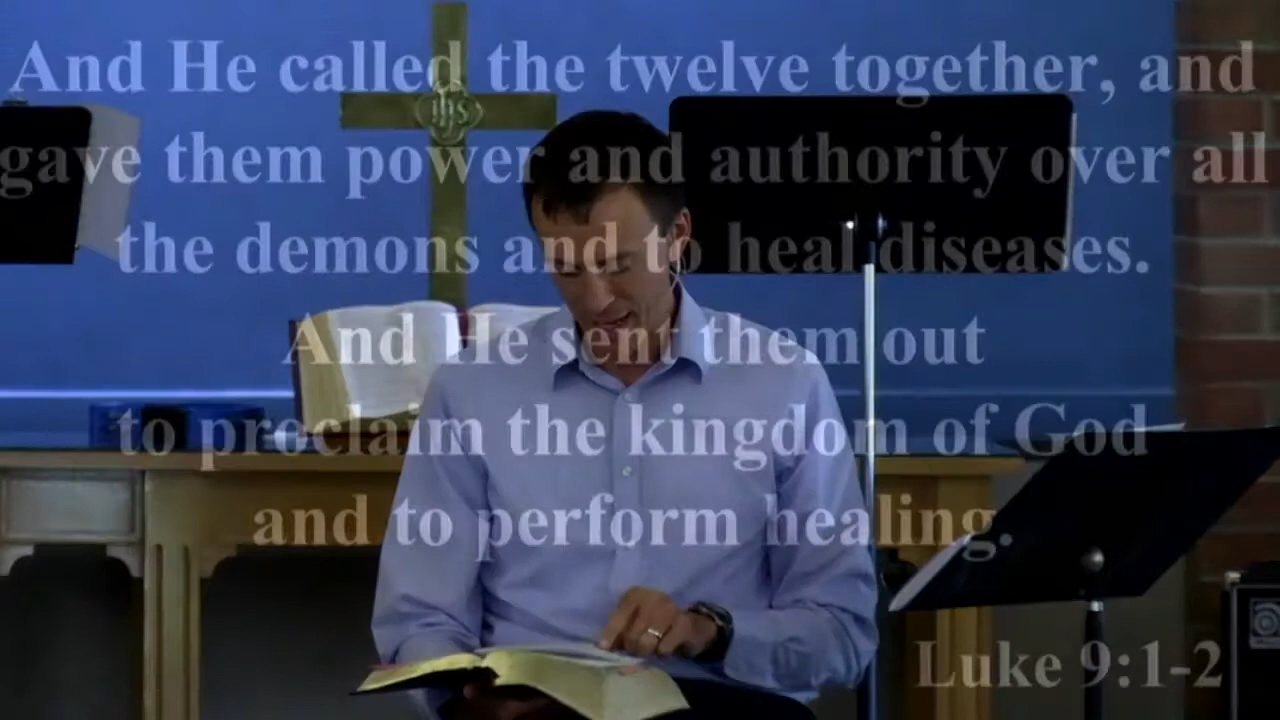 And He called the twelve together, and
gave them power and authority over all
the demons and to heal diseases.
And He sent them out
to proclaim the kingdom of God
and to perform healing.
Luke 9:1-2
IHS